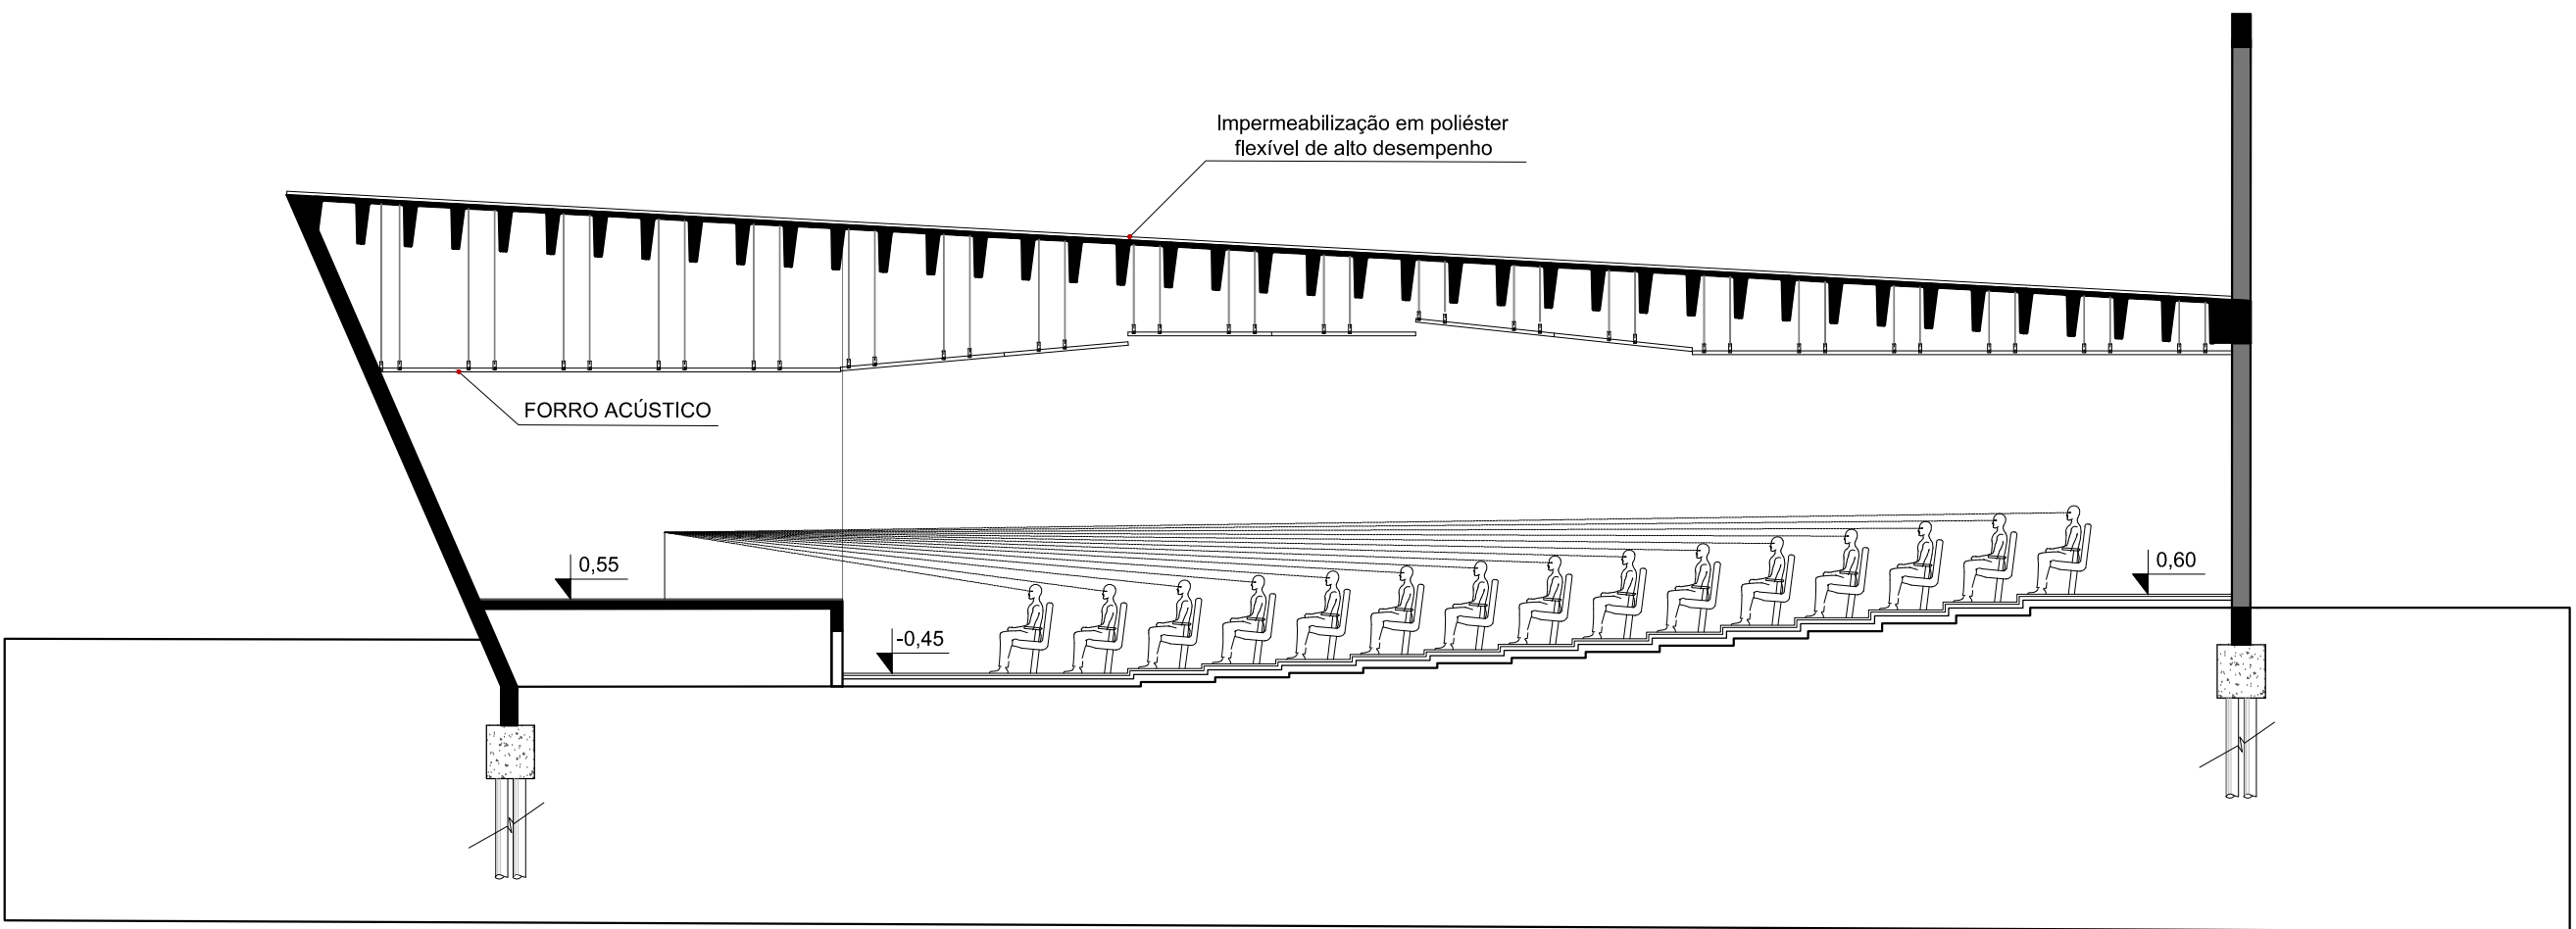 Impermeabilização em poliéster
flexível de alto desempenho
FORRO ACÚSTICO
0,55
0,60
-0,45